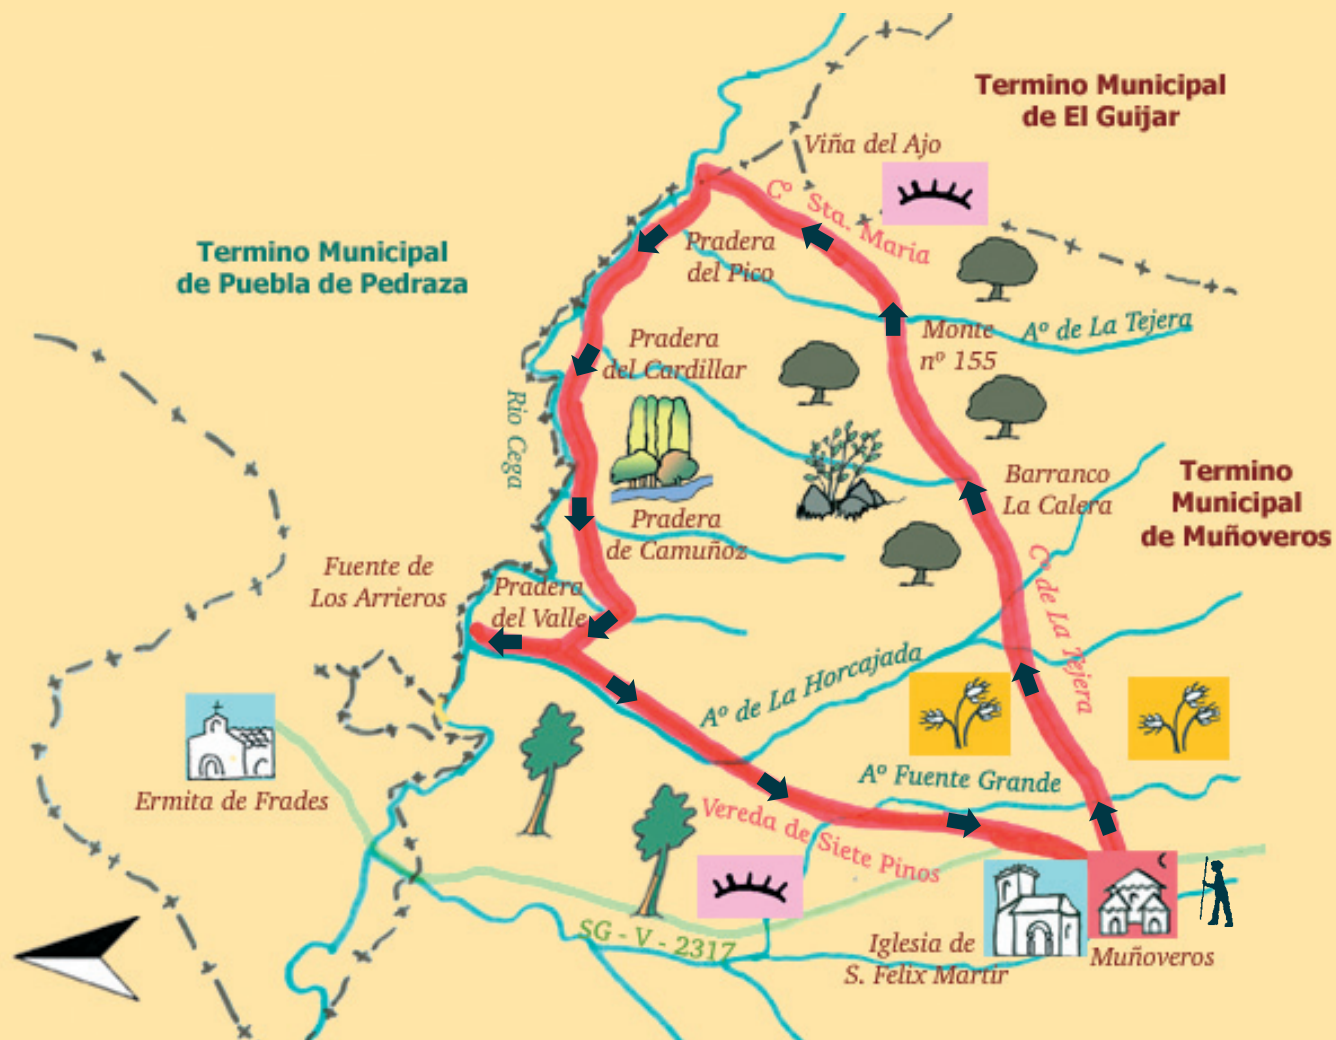 Termino Municipal
de El Guijar
Viña del Ajo
Cº Sta. María
Termino Municipal
de Puebla de Pedraza
Pradera
del Pico
Aº de La Tejera
Monte
nº 155
Pradera
del Cardillar
Rio Cega
Barranco
La Calera
Termino
Municipal
de Muñoveros
Pradera
de Camuñoz
Fuente de
Los Arrieros
Pradera
del Valle
Cº de La Tejera
Aº de La Horcajada
Aº Fuente Grande
Ermita de Frades
Vereda de Siete Pinos
SG - V - 2317
Iglesia de
S. Felix Martir
Muñoveros